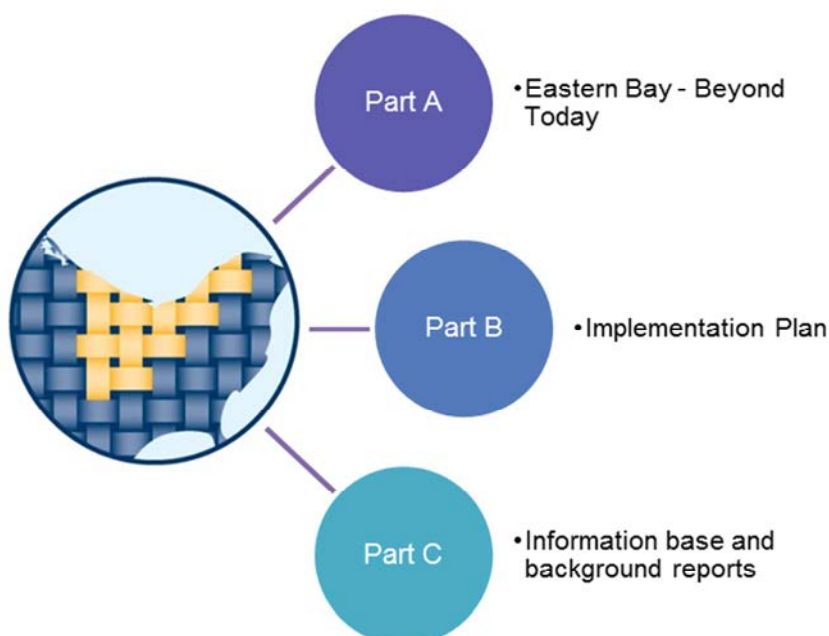 Part A
•Eastern Bay - Beyond
Today
Part B
•Implementation Plan
Part C
•Information base and
background reports